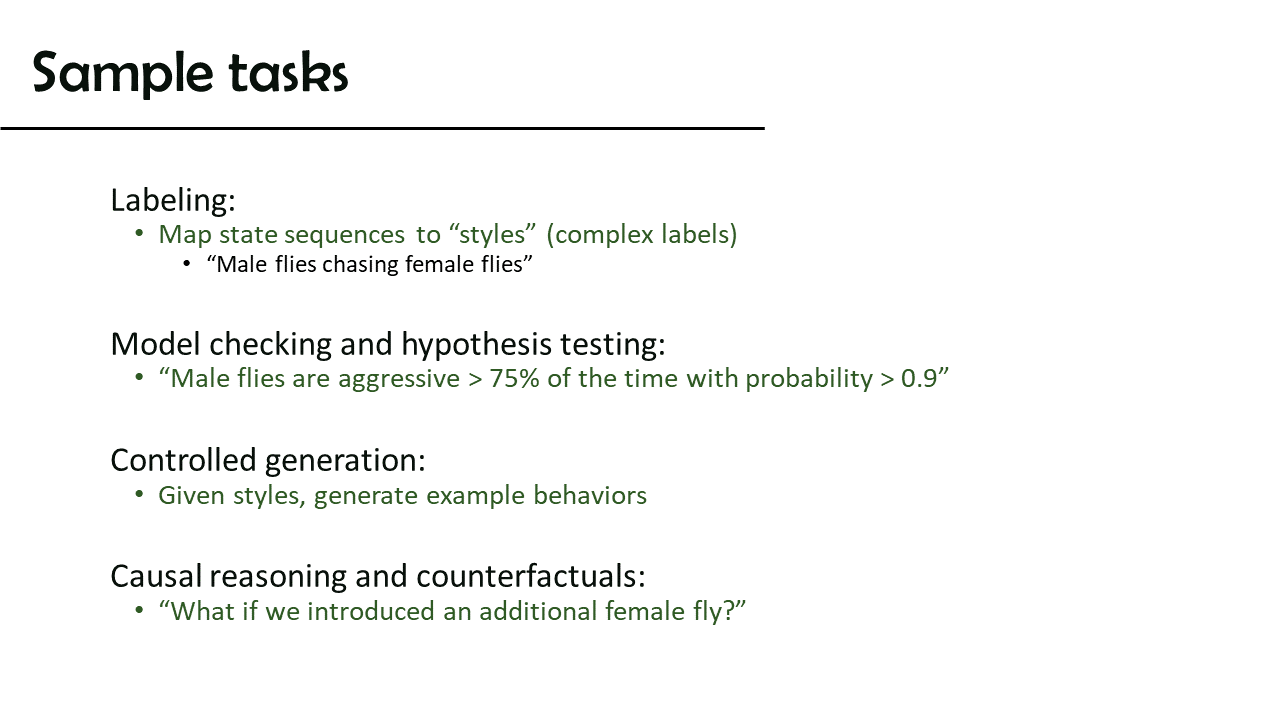 Sample tasks
Labeling:
• Map state sequences to “styles” (complex labels)
• “Male flies chasing female flies”
Model checking and hypothesis testing:
• “Male flies are aggressive > 75% of the time with probability > 0.9”
Controlled generation:
• Given styles, generate example behaviors
Causal reasoning and counterfactuals:
• “What if we introduced an additional female fly?”